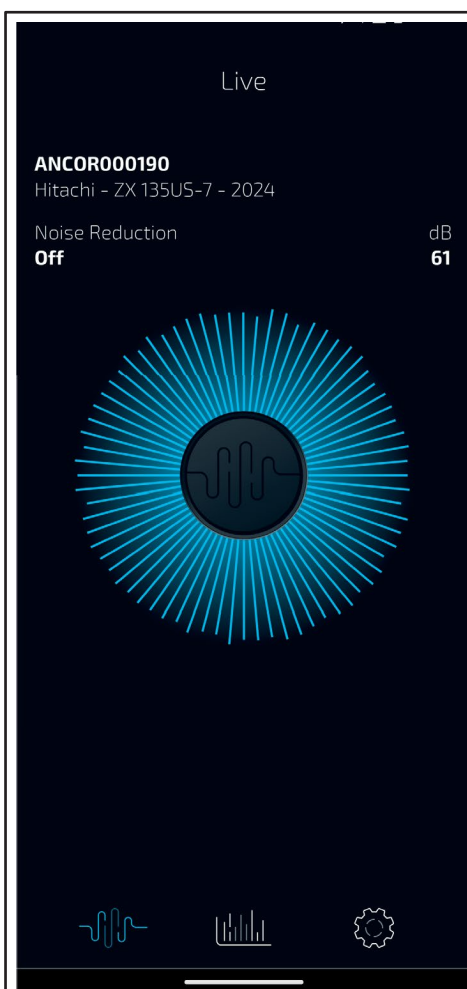 Live
ANCOR000190
Hitachi - ZX 135US-7 - 2024
Noise Reduction
dB
Off
61